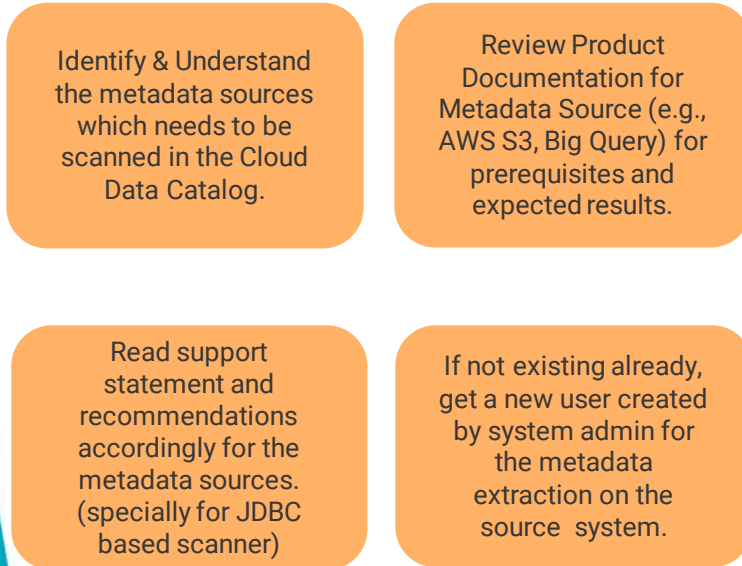 Identify & Understand
the metadata sources
which needs to be
scanned in the Cloud
Data Catalog.
Review Product
Documentation for
Metadata Source (e.g.,
AWS S3, Big Query) for
prerequisites and
expected results.
Read support
statement and
recommendations
accordingly for the
metadata sources.
(specially for JDBC
based scanner)
If not existing already,
get a new user created
by system admin for
the metadata
extraction on the
source system.